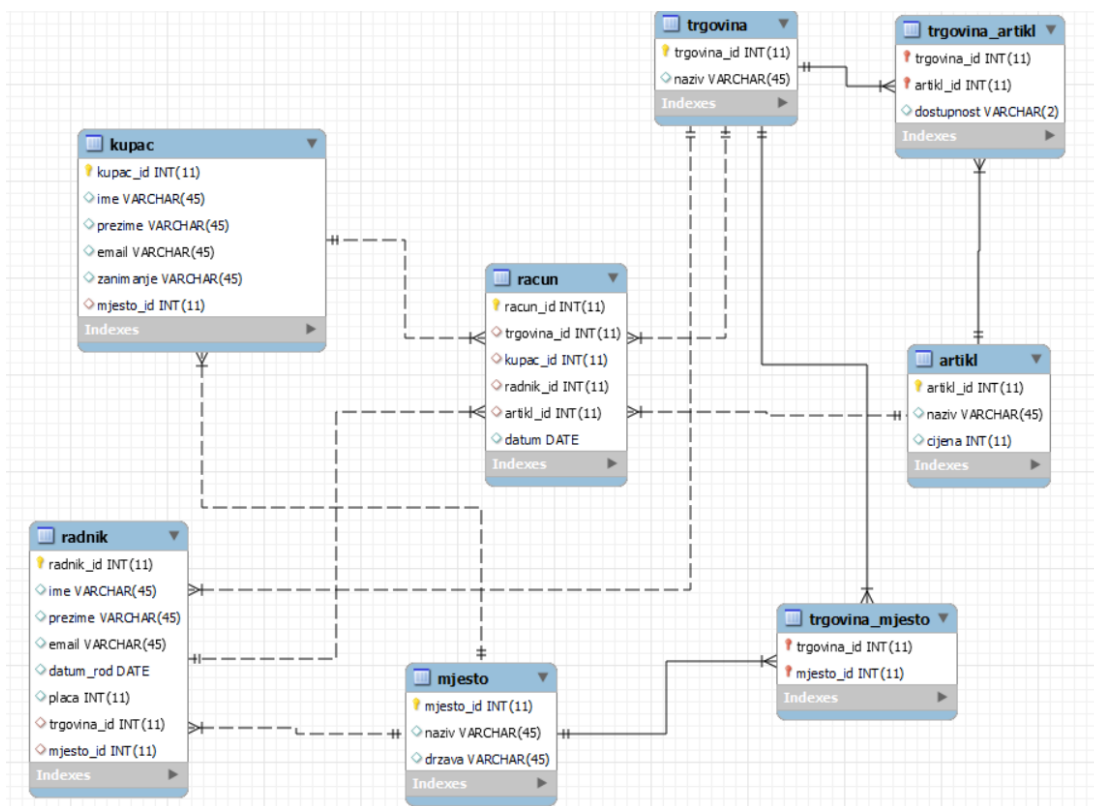 trgovina
trgovina_id INT(11)
naziv VARCHAR(45)
Indexes
trgovina_artikl
trgovina_id INT(11)
artikl_id INT(11)
dostupnost VARCHAR(2)
Indexes
kupac
kupac_id INT(11)
ime VARCHAR(45)
prezime VARCHAR(45)
email VARCHAR(45)
zanimanje VARCHAR(45)
mjesto_id INT(11)
Indexes
racun
racun_id INT(11)
trgovina_id INT(11)
kupac_id INT(11)
radnik_id INT(11)
artikl_id INT(11)
datum DATE
Indexes
artikl
artikl_id INT(11)
naziv VARCHAR(45)
cijena INT(11)
Indexes
radnik
radnik_id INT(11)
ime VARCHAR(45)
prezime VARCHAR(45)
email VARCHAR(45)
datum_rod DATE
placa INT(11)
trgovina_id INT(11)
mjesto_id INT(11)
Indexes
mjesto
mjesto_id INT(11)
naziv VARCHAR(45)
drzava VARCHAR(45)
Indexes
trgovina_mjesto
trgovina_id INT(11)
mjesto_id INT(11)
Indexes